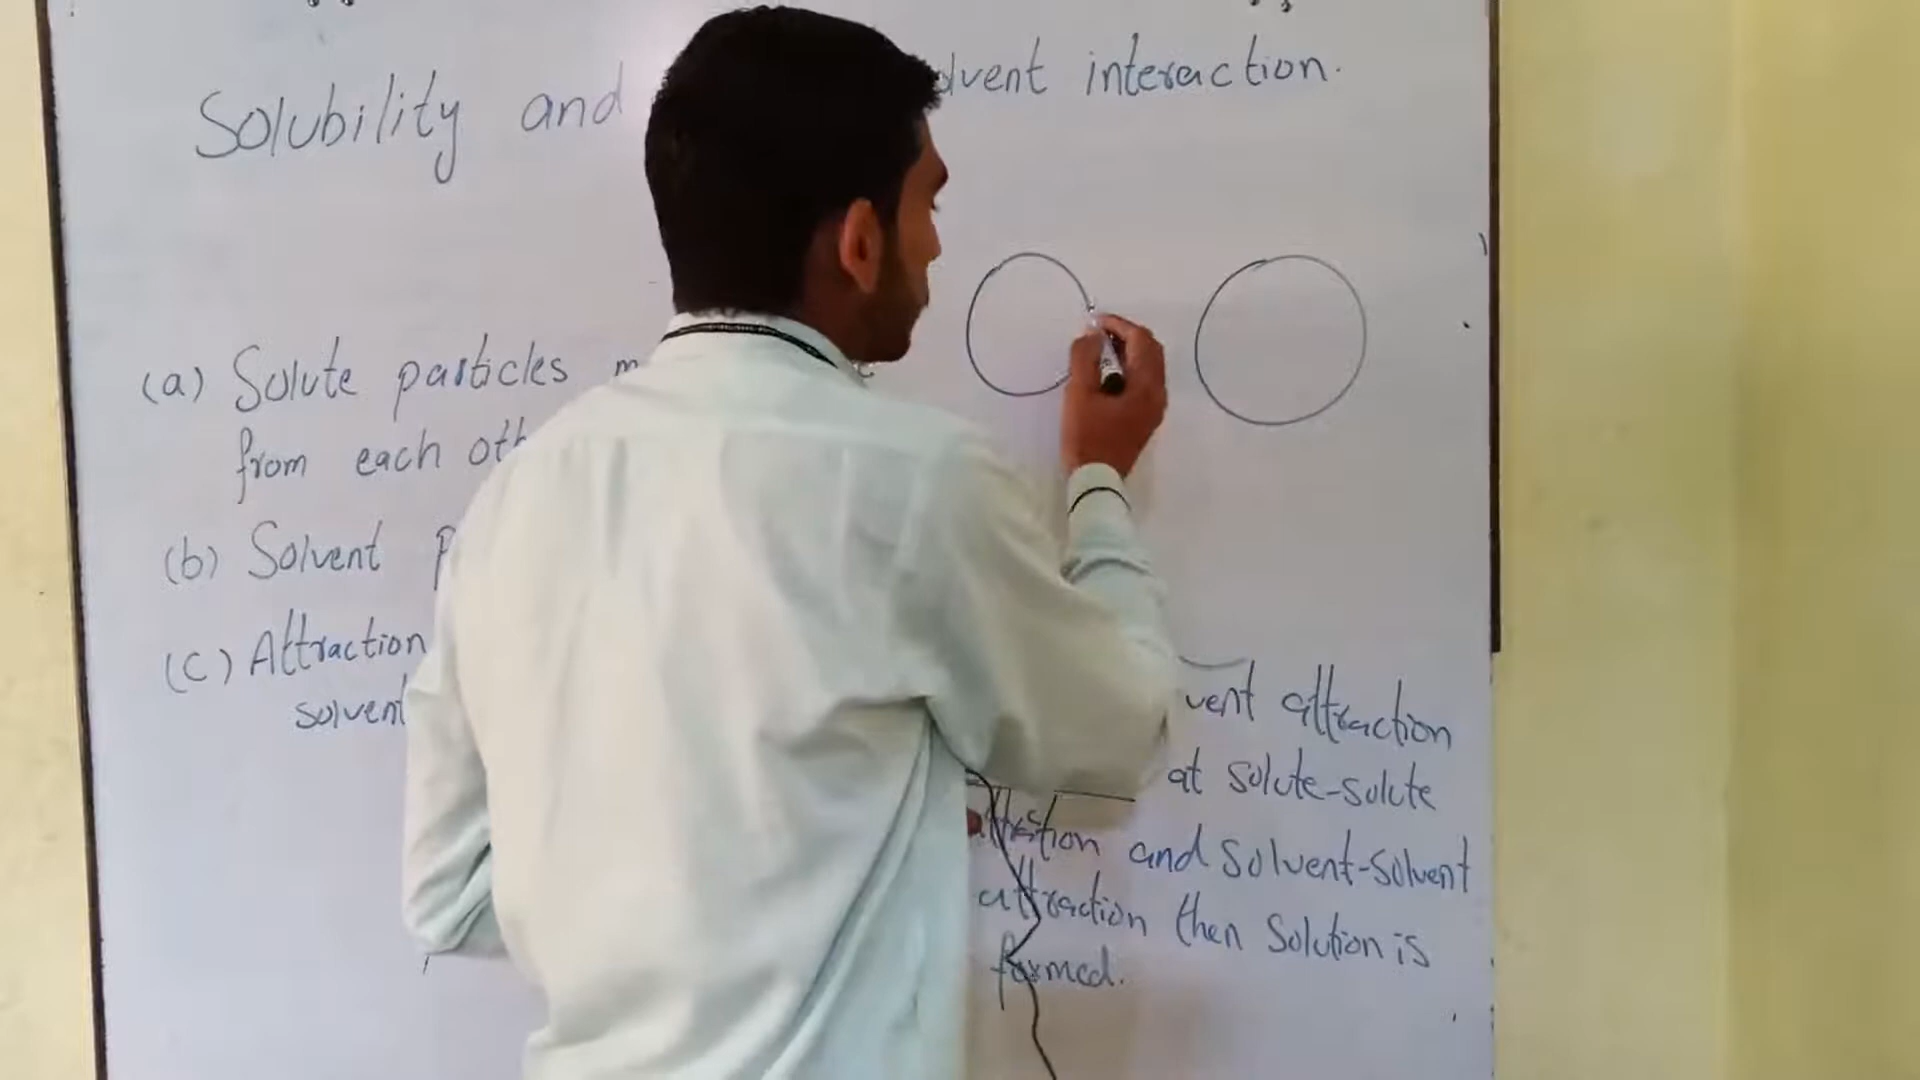 Solubility and lvent interaction.
(a) Solute particles m
from each oth
(b) Solvent p
(c) Attraction
solvent
vent attraction
at solute-solute
attraction and solvent-solvent
attraction then solution is
formed.